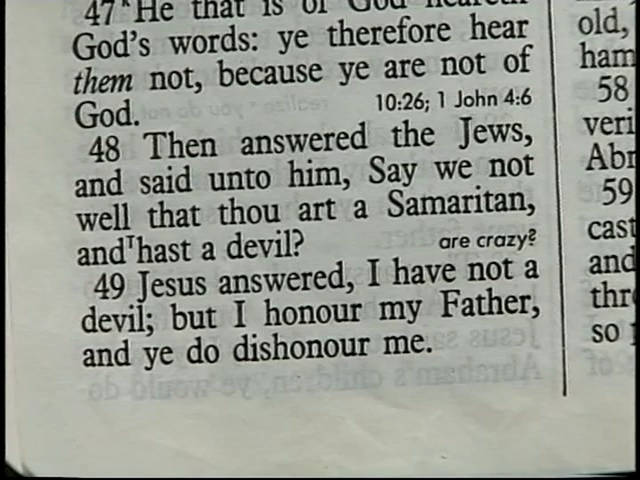 47 *He that is of God heareth
God's words: ye therefore hear
them not, because ye are not of
God. 10:26; 1 John 4:6
48 Then answered the Jews,
and said unto him, Say we not
well that thou art a Samaritan,
and Thast a devil? are crazy?
49 Jesus answered, I have not a
devil; but I honour my Father,
and ye do dishonour me.
old,
ham
58
veri
Abr
59
cast
and
thr
so